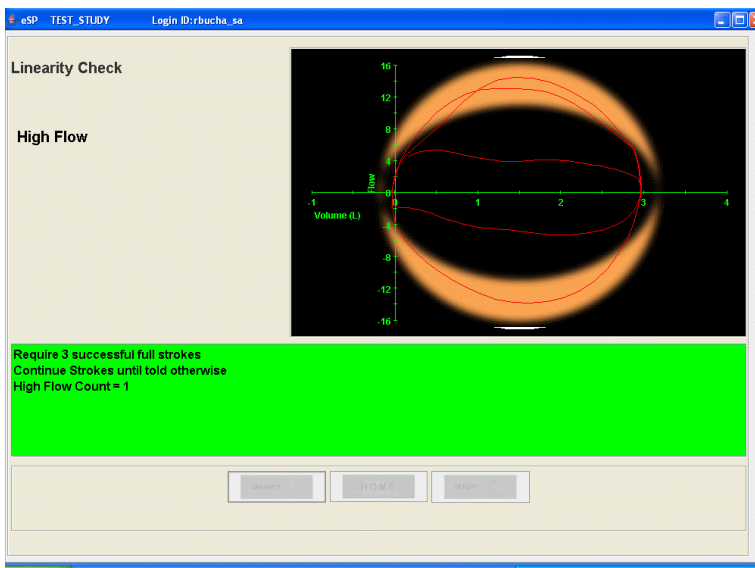 eSP TEST_STUDY Login ID:rbucha_sa
Linearity Check
High Flow
16
12
8
4
0
-4
-8
-12
-16
Flow
-1 0 1 2 3 4
Volume (L)
Require 3 successful full strokes
Continue Strokes until told otherwise
High Flow Count = 1
LINEARITY
HOME
REPORT